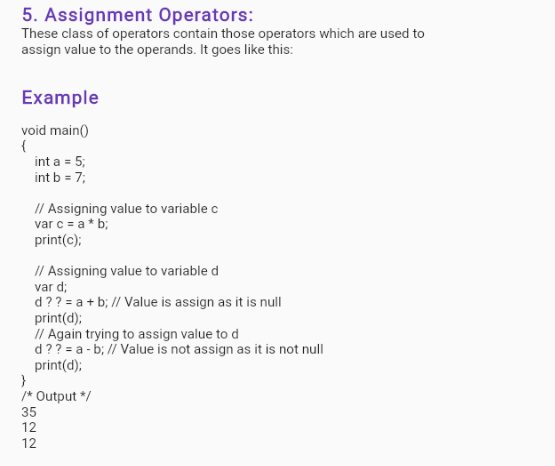 5. Assignment Operators:
These class of operators contain those operators which are used to
assign value to the operands. It goes like this:
Example
void main()
{
int a = 5;
int b = 7;
// Assigning value to variable c
var c = a * b;
print(c);
// Assigning value to variable d
var d;
d ? ? = a + b; // Value is assign as it is null
print(d);
// Again trying to assign value to d
d ? ? = a - b; // Value is not assign as it is not null
print(d);
}
/* Output */
35
12
12